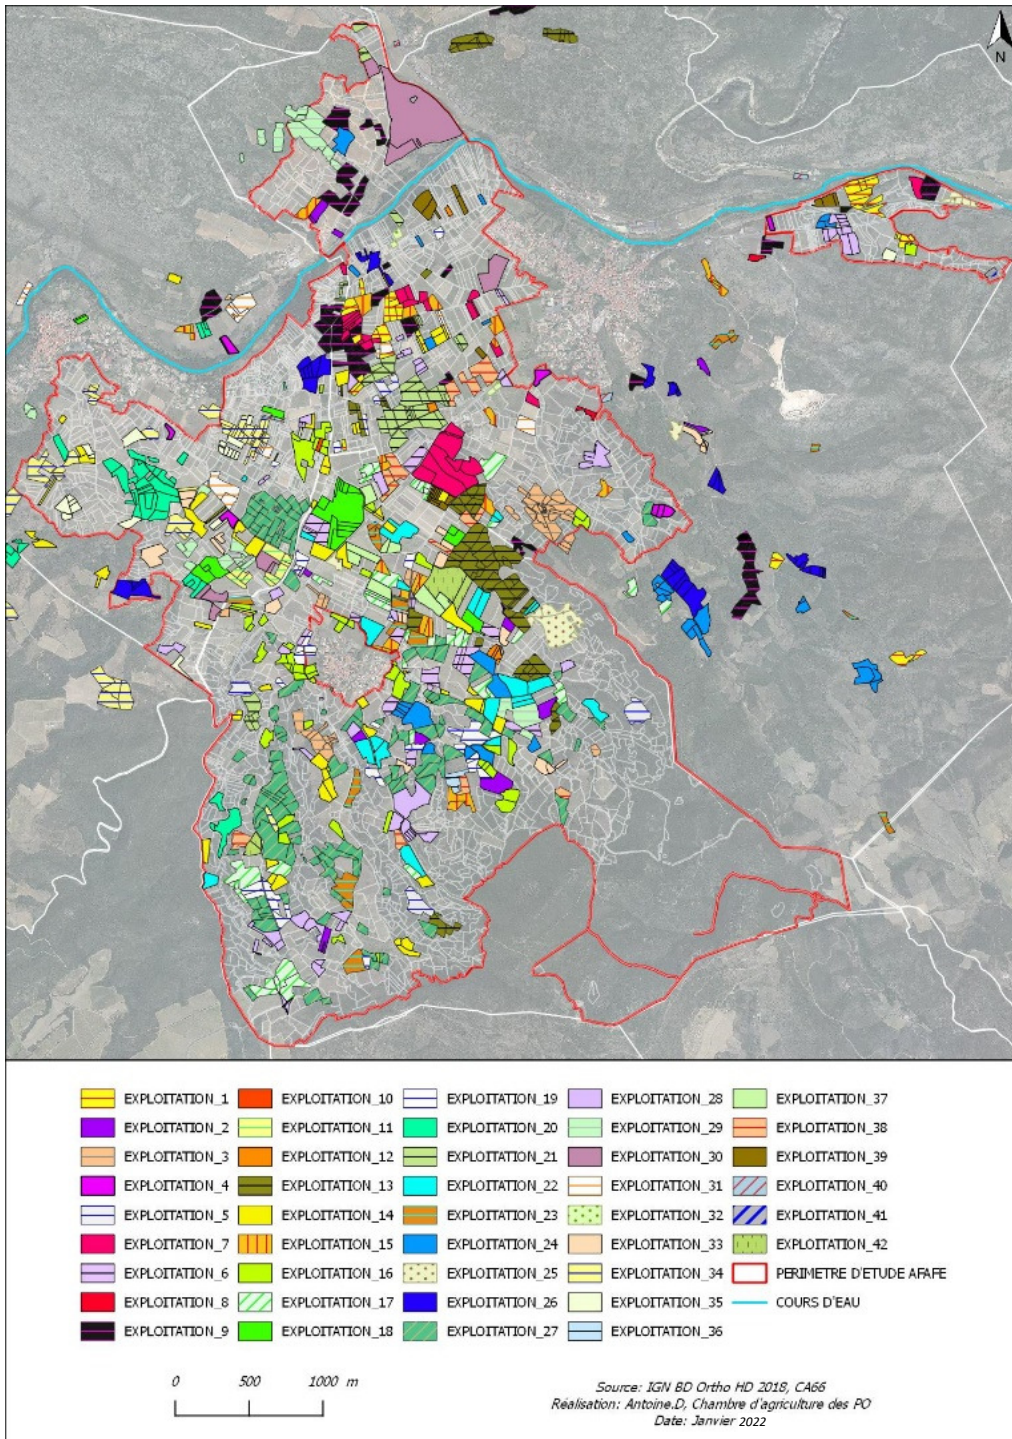 N
EXPLOITATION_1
EXPLOITATION_2
EXPLOITATION_3
EXPLOITATION_4
EXPLOITATION_5
EXPLOITATION_7
EXPLOITATION_6
EXPLOITATION_8
EXPLOITATION_9
EXPLOITATION_10
EXPLOITATION_11
EXPLOITATION_12
EXPLOITATION_13
EXPLOITATION_14
EXPLOITATION_15
EXPLOITATION_16
EXPLOITATION_17
EXPLOITATION_18
EXPLOITATION_19
EXPLOITATION_20
EXPLOITATION_21
EXPLOITATION_22
EXPLOITATION_23
EXPLOITATION_24
EXPLOITATION_25
EXPLOITATION_26
EXPLOITATION_27
EXPLOITATION_28
EXPLOITATION_29
EXPLOITATION_30
EXPLOITATION_31
EXPLOITATION_32
EXPLOITATION_33
EXPLOITATION_34
EXPLOITATION_35
EXPLOITATION_36
EXPLOITATION_37
EXPLOITATION_38
EXPLOITATION_39
EXPLOITATION_40
EXPLOITATION_41
EXPLOITATION_42
PERIMETRE D'ETUDE AFAFE
COURS D'EAU
0 500 1000 m
Source: IGN BD Ortho HD 2018, CA66
Réalisation: Antoine.D, Chambre d'agriculture des PO
Date: Janvier 2022